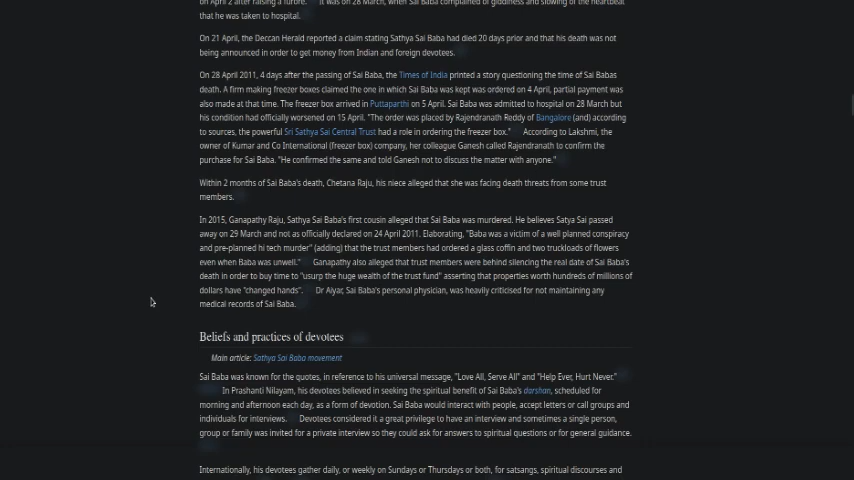 on April 2 after raising a furore. It was on 28 March, when Sai Baba complained of giddiness and slowing of the heartbeat
that he was taken to hospital.
On 21 April, the Deccan Herald reported a claim stating Sathya Sai Baba had died 20 days prior and that his death was not
being announced in order to get money from Indian and foreign devotees.
On 28 April 2011, 4 days after the passing of Sai Baba, the Times of India printed a story questioning the time of Sai Babas
death. A firm making freezer boxes claimed the one in which Sai Baba was kept was ordered on 4 April, partial payment was
also made at that time. The freezer box arrived in Puttaparthi on 5 April. Sai Baba was admitted to hospital on 28 March but
his condition had officially worsened on 15 April. "The order was placed by Rajendranath Reddy of Bangalore (and) according
to sources, the powerful Sri Sathya Sai Central Trust had a role in ordering the freezer box." According to Lakshmi, the
owner of Kumar and Co International (freezer box) company, her colleague Ganesh called Rajendranath to confirm the
purchase for Sai Baba. "He confirmed the same and told Ganesh not to discuss the matter with anyone."
Within 2 months of Sai Baba's death, Chetana Raju, his niece alleged that she was facing death threats from some trust
members.
In 2015, Ganapathy Raju, Sathya Sai Baba's first cousin alleged that Sai Baba was murdered. He believes Satya Sai passed
away on 29 March and not as officially declared on 24 April 2011. Elaborating, "Baba was a victim of a well planned conspiracy
and pre-planned hi tech murder" (adding) that the trust members had ordered a glass coffin and two truckloads of flowers
even when Baba was unwell." Ganapathy also alleged that trust members were behind silencing the real date of Sai Baba's
death in order to buy time to "usurp the huge wealth of the trust fund" asserting that properties worth hundreds of millions of
dollars have "changed hands". Dr Aiyar, Sai Baba's personal physician, was heavily criticised for not maintaining any
medical records of Sai Baba.
Beliefs and practices of devotees
Main article: Sathya Sai Baba movement
Sai Baba was known for the quotes, in reference to his universal message, "Love All, Serve All" and "Help Ever, Hurt Never."
In Prashanti Nilayam, his devotees believed in seeking the spiritual benefit of Sai Baba's darshan, scheduled for
morning and afternoon each day, as a form of devotion. Sai Baba would interact with people, accept letters or call groups and
individuals for interviews. Devotees considered it a great privilege to have an interview and sometimes a single person,
group or family was invited for a private interview so they could ask for answers to spiritual questions or for general guidance.
Internationally, his devotees gather daily, or weekly on Sundays or Thursdays or both, for satsangs, spiritual discourses and